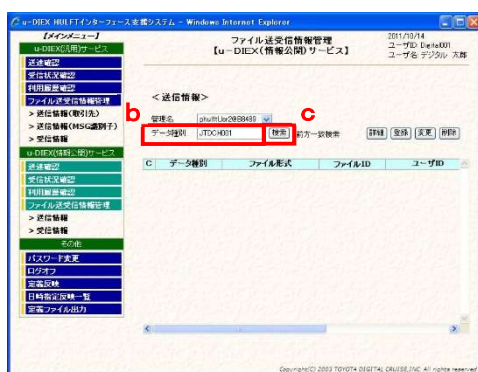 u-DIEX HULFTインターフェース支援システム - Windows Internet Explorer
【メインメニュー】
u-DIEX(汎用)サービス
送達確認
受信状況確認
利用履歴確認
ファイル送受信情報管理
> 送信情報(取引先)
> 送信情報(MSG識別子)
> 受信情報
u-DIEX(情報公開)サービス
送達確認
受信状況確認
利用履歴確認
ファイル送受信情報管理
> 送信情報
> 受信情報
その他
パスワード変更
ログオフ
定義反映
日時指定反映一覧
定義ファイル出力
ファイル送受信情報管理
【u-DIEX(情報公開)サービス】
2011/10/14
ユーザID Digital001
ユーザ名 デジタル 太郎
<送信情報>
b
c
管理名
データ種別 JTDCH001 検索 前方一致検索 詳細 登録 変更 削除
C データ種別 ファイル形式 ファイルID ユーザID
Copyright(C) 2003 TOYOTA DIGITAL CRUISE,INC. All rights reserved